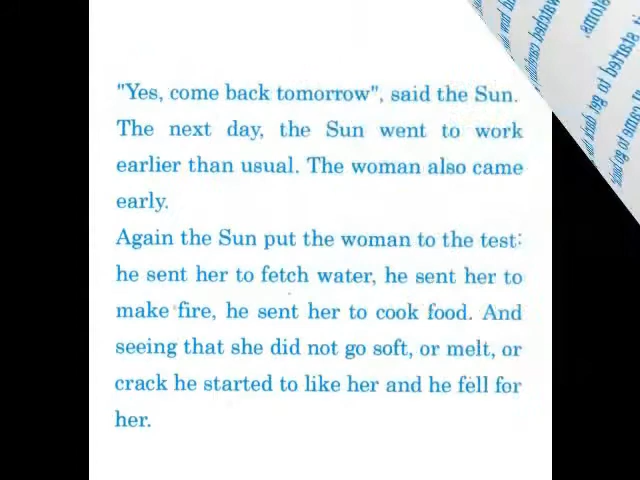 "Yes, come back tomorrow", said the Sun.
The next day, the Sun went to work
earlier than usual. The woman also came
early.
Again the Sun put the woman to the test:
he sent her to fetch water, he sent her to
make fire, he sent her to cook food. And
seeing that she did not go soft, or melt, or
crack he started to like her and he fell for
her.